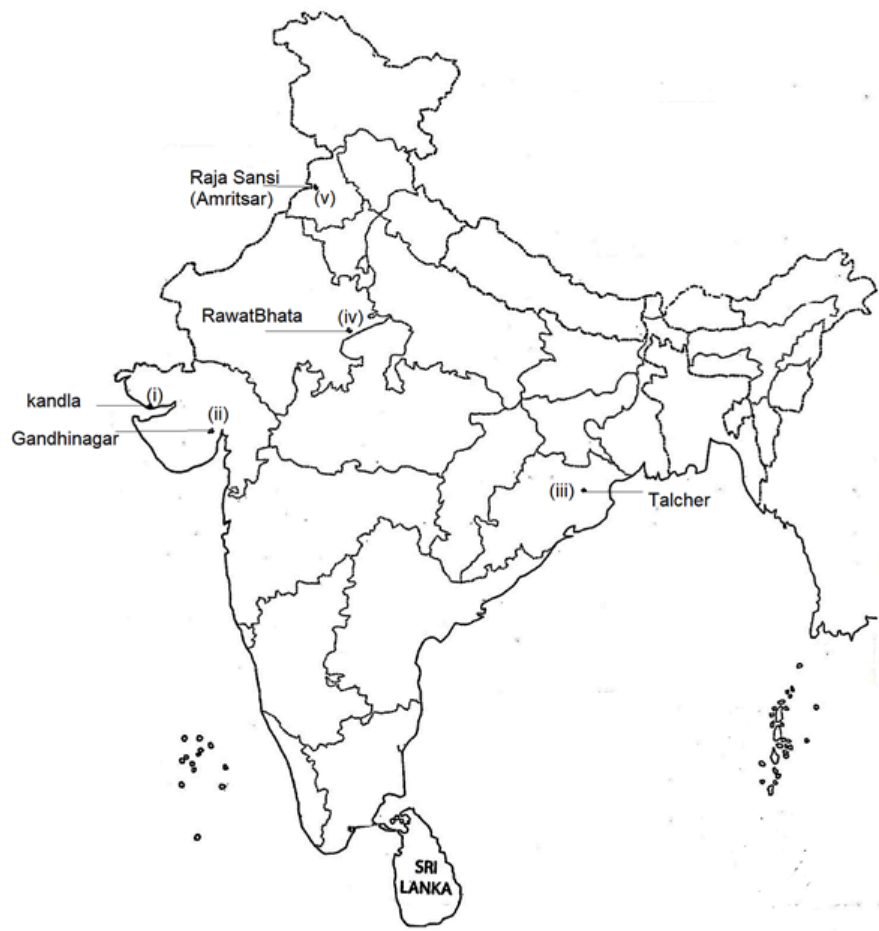 Raja Sansi
(Amritsar)
(v)
RawatBhata
(iv)
kandla
(i)
(ii)
Gandhinagar
(iii)
Talcher
SRI
LANKA